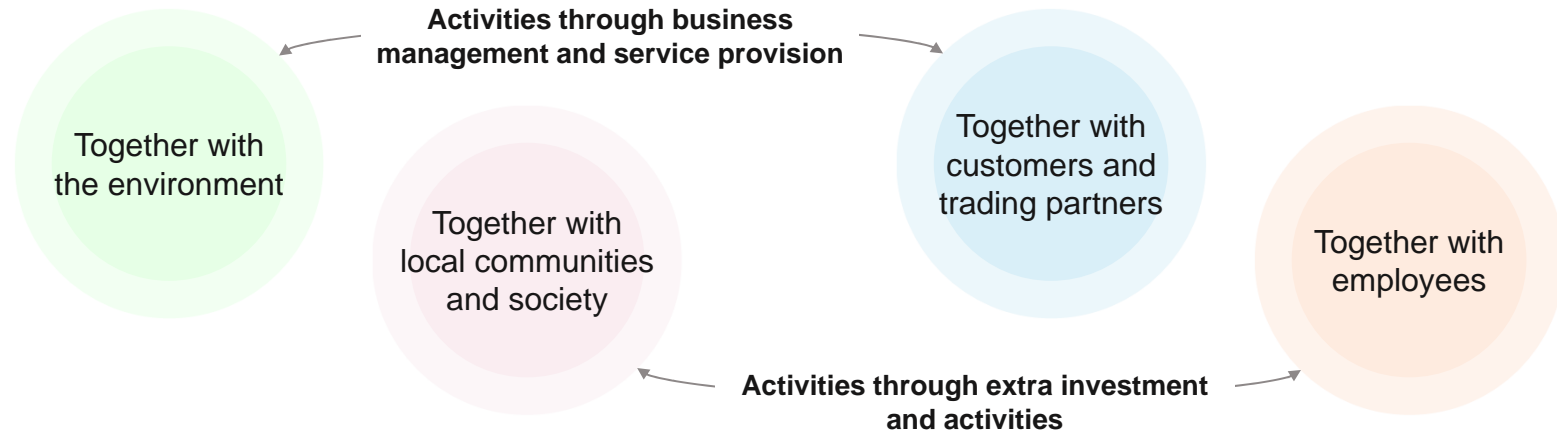 Activities through business
management and service provision
Together with
the environment
Together with
local communities
and society
Together with
customers and
trading partners
Together with
employees
Activities through extra investment
and activities